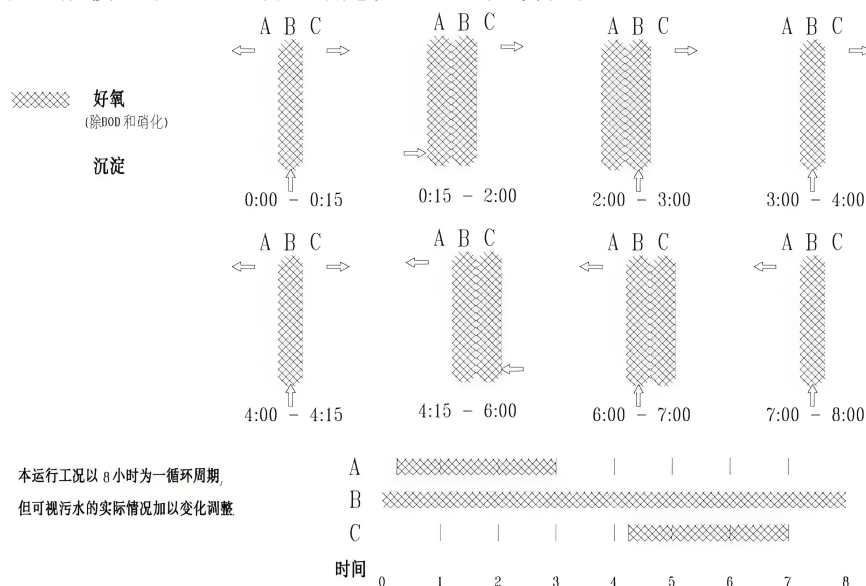 A B C
A B C
A B C
A B C
好氧
(除BOD和硝化)
沉淀
0:00 - 0:15
0:15 - 2:00
2:00 - 3:00
3:00 - 4:00
A B C
A B C
A B C
A B C
4:00 - 4:15
4:15 - 6:00
6:00 - 7:00
7:00 - 8:00
本运行工况以8小时为一循环周期,
但可视污水的实际情况加以变化调整
A
B
C
时间
0 1 2 3 4 5 6 7 8